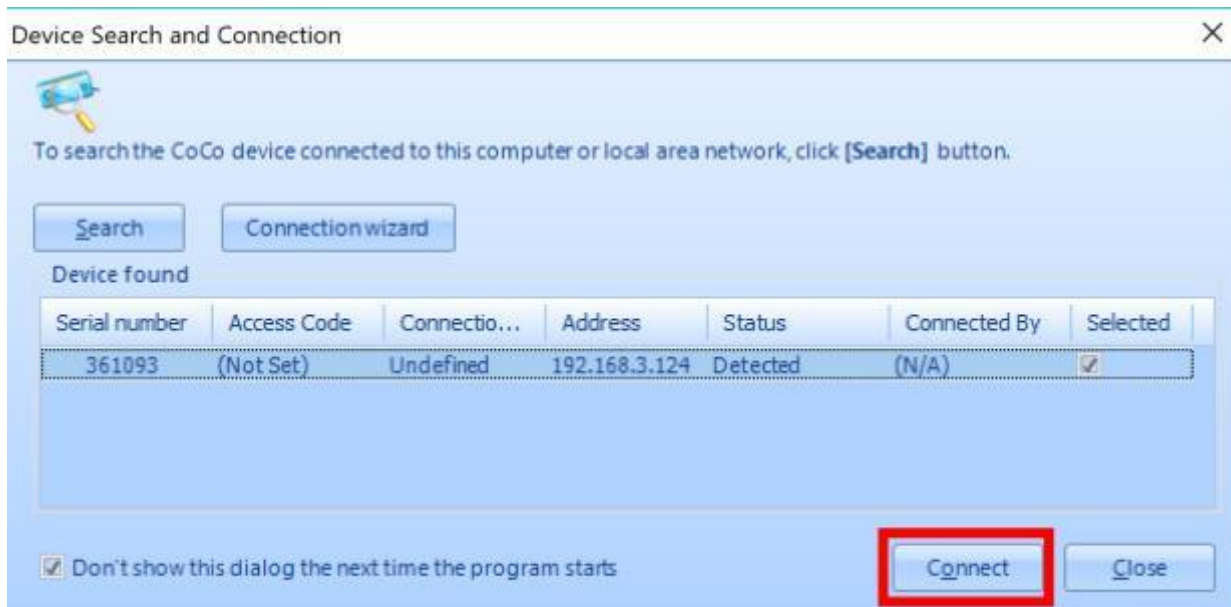 Device Search and Connection
To search the CoCo device connected to this computer or local area network, click [Search] button.
Search Connection wizard
Device found
Serial number Access Code Connectio... Address Status Connected By Selected
361093 (Not Set) Undefined 192.168.3.124 Detected (N/A)
Don't show this dialog the next time the program starts Connect Close